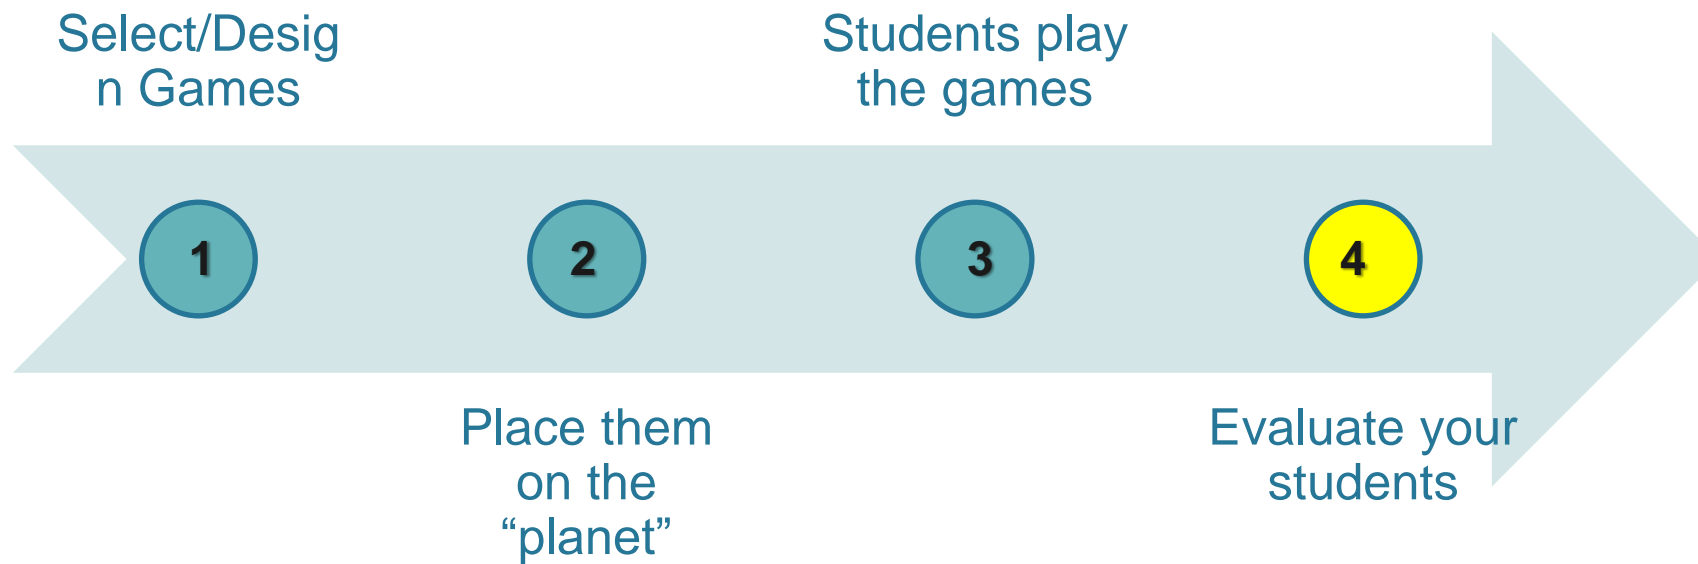 Select/Desig
n Games
1
Place them
on the
“planet”
2
Students play
the games
3
Evaluate your
students
4